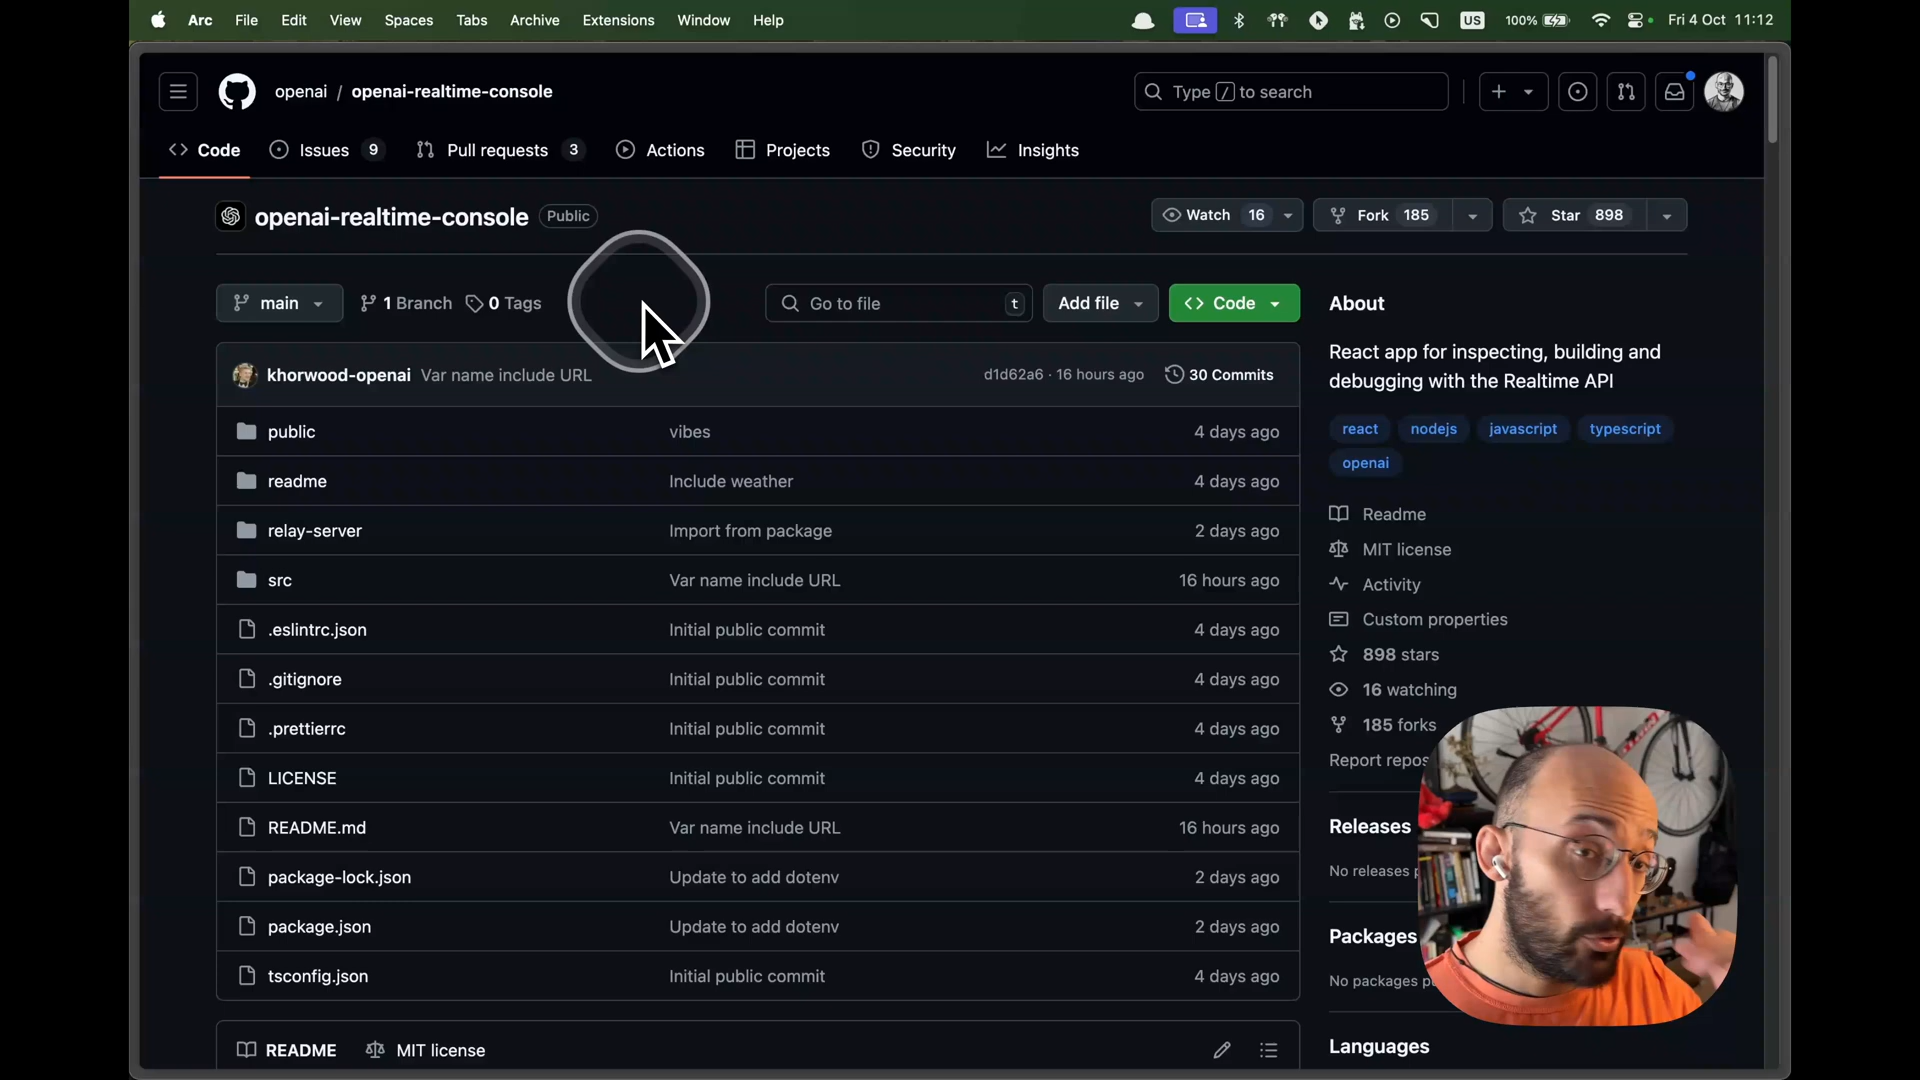 Arc File Edit View Spaces Tabs Archive Extensions Window Help US 100% Fri 4 Oct 11:12
openai / openai-realtime-console Type / to search
Code Issues 9 Pull requests 3 Actions Projects Security Insights
openai-realtime-console Public Watch 16 Fork 185 Star 898
main 1 Branch 0 Tags Go to file t Add file Code
khorwood-openai Var name include URL d1d62a6 · 16 hours ago 30 Commits
public vibes 4 days ago
readme Include weather 4 days ago
relay-server Import from package 2 days ago
src Var name include URL 16 hours ago
.eslintrc.json Initial public commit 4 days ago
.gitignore Initial public commit 4 days ago
.prettierrc Initial public commit 4 days ago
LICENSE Initial public commit 4 days ago
README.md Var name include URL 16 hours ago
package-lock.json Update to add dotenv 2 days ago
package.json Update to add dotenv 2 days ago
tsconfig.json Initial public commit 4 days ago
README MIT license
About
React app for inspecting, building and
debugging with the Realtime API
react nodejs javascript typescript
openai
Readme
MIT license
Activity
Custom properties
898 stars
16 watching
185 forks
Report repos
Releases
No releases p
Packages
No packages pu
Languages